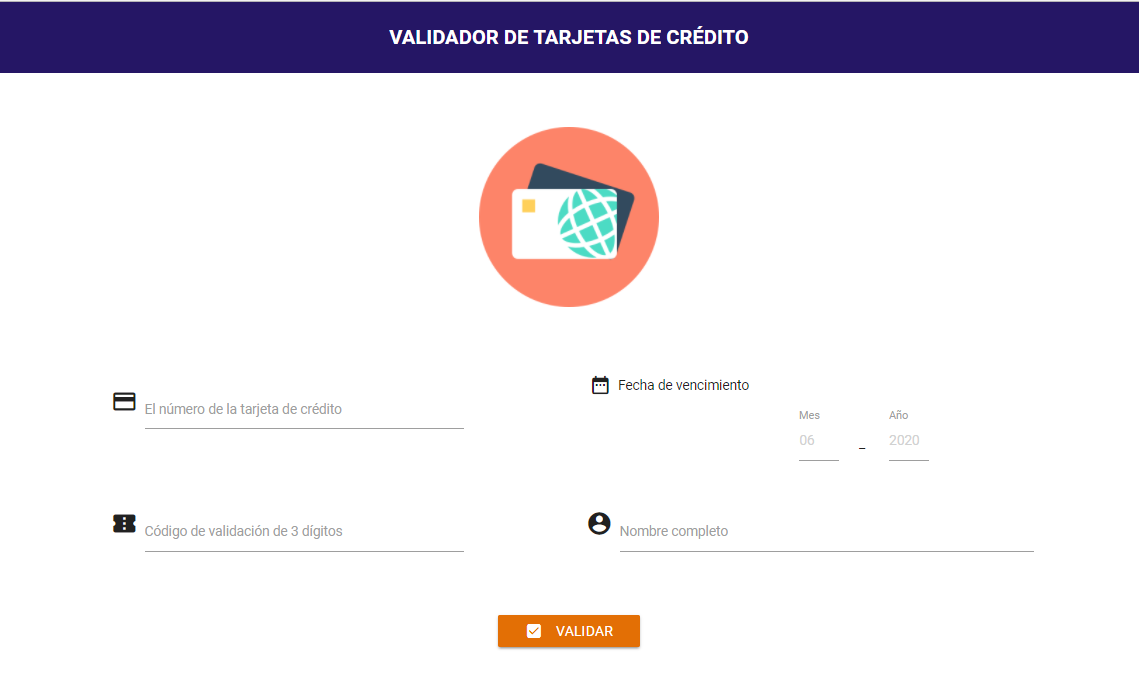 VALIDADOR DE TARJETAS DE CRÉDITO
El número de la tarjeta de crédito
Fecha de vencimiento
Mes
Año
06
–
2020
Código de validación de 3 dígitos
Nombre completo
VALIDAR